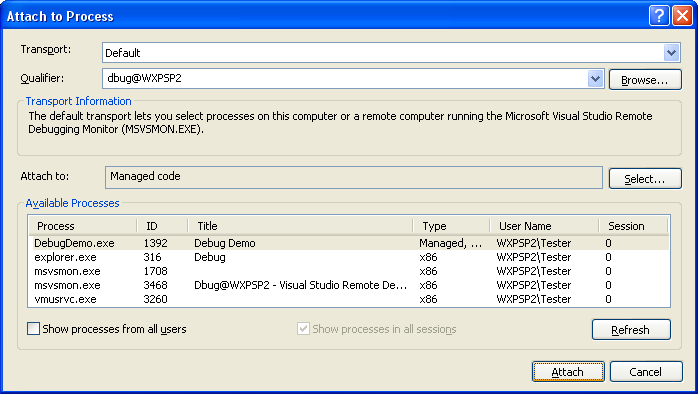 Attach to Process
Transport: Default
Qualifier: dbug@WXPSP2 Browse...
Transport Information
The default transport lets you select processes on this computer or a remote computer running the Microsoft Visual Studio Remote
Debugging Monitor (MSVSMON.EXE).
Attach to: Managed code Select...
Available Processes
Process ID Title Type User Name Session
DebugDemo.exe 1392 Debug Demo Managed, ... WXPSP2\Tester 0
explorer.exe 316 Debug x86 WXPSP2\Tester 0
msvsmon.exe 1708 x86 WXPSP2\Tester 0
msvsmon.exe 3468 Dbug@WXPSP2 - Visual Studio Remote De... x86 WXPSP2\Tester 0
vmusrvc.exe 3260 x86 WXPSP2\Tester 0
Show processes from all users Show processes in all sessions Refresh
Attach Cancel